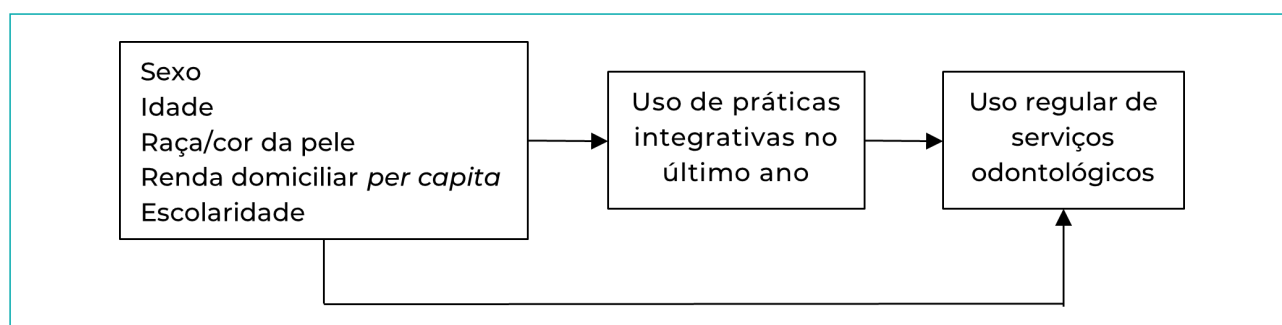 Sexo
Idade
Raça/cor da pele
Renda domiciliar per capita
Escolaridade
Uso de práticas
integrativas no
último ano
Uso regular de
serviços
odontológicos